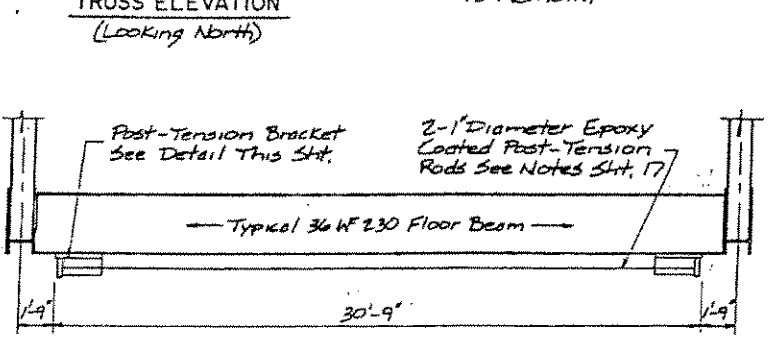 TRUSS ELEVATION
(Looking North)
Post-Tension Bracket
See Detail This Sht.
2-1" Diameter Epoxy
Coated Post-Tension
Rods See Notes Sht. 17
Typical 36 WF 230 Floor Beam
1'-9"
30'-9"
1'-9"